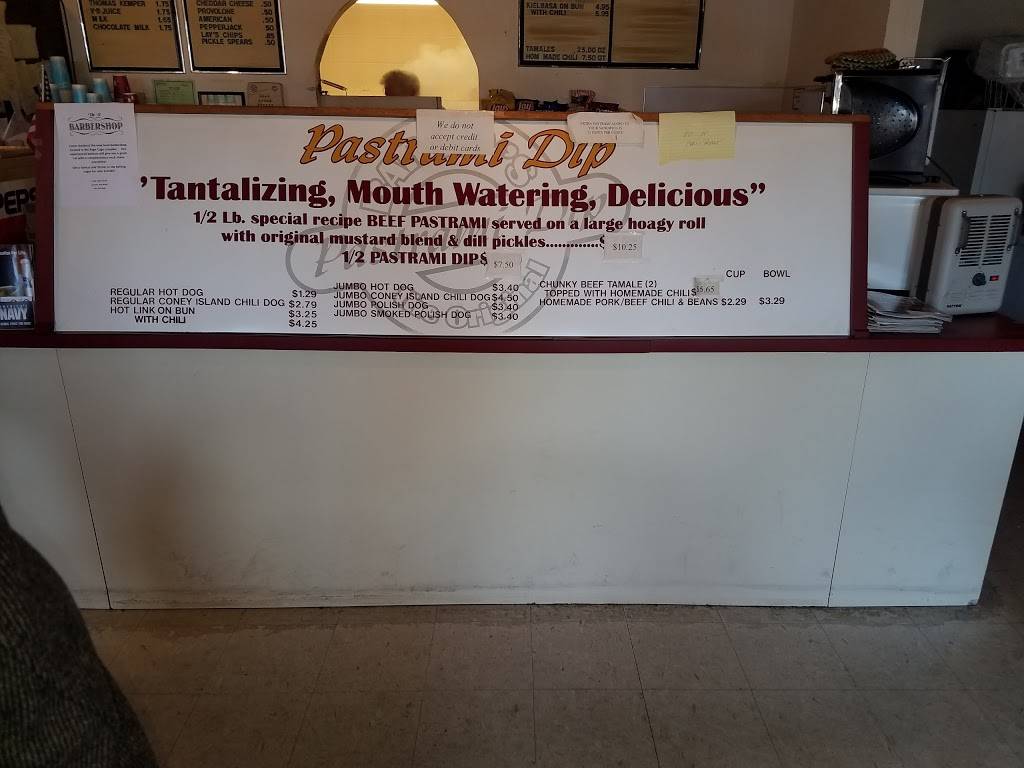 THOMAS KEMPER 1.75
V-8 JUICE 1.75
MILK 1.65
CHOCOLATE MILK 1.75
CHEDDAR CHEESE .50
PROVOLONE .50
AMERICAN .50
PEPPERJACK .50
LAY'S CHIPS .85
PICKLE SPEARS .50
KIELBASA ON BUN 4.95
WITH CHILI 5.95
TAMALES 23.00 DZ
HOM MADE CHILI 7.50 QT
BARBERSHOP
We do not
accept credit
or debit cards
Pastrami Dip
’Tantalizing, Mouth Watering, Delicious”
1/2 Lb. special recipe BEEF PASTRAMI served on a large hoagy roll
with original mustard blend & dill pickles.............$ $10.25
1/2 PASTRAMI DIP$ $7.50
CUP BOWL
REGULAR HOT DOG $1.29
REGULAR CONEY ISLAND CHILI DOG $2.79
HOT LINK ON BUN $3.25
WITH CHILI $4.25
JUMBO HOT DOG $3.40
JUMBO CONEY ISLAND CHILI DOG $4.50
JUMBO POLISH DOG $3.40
JUMBO SMOKED POLISH DOG $3.40
CHUNKY BEEF TAMALE (2)
TOPPED WITH HOMEMADE CHILI$ $5.65
HOMEMADE PORK/BEEF CHILI & BEANS $2.29 $3.29
Original
NAVY